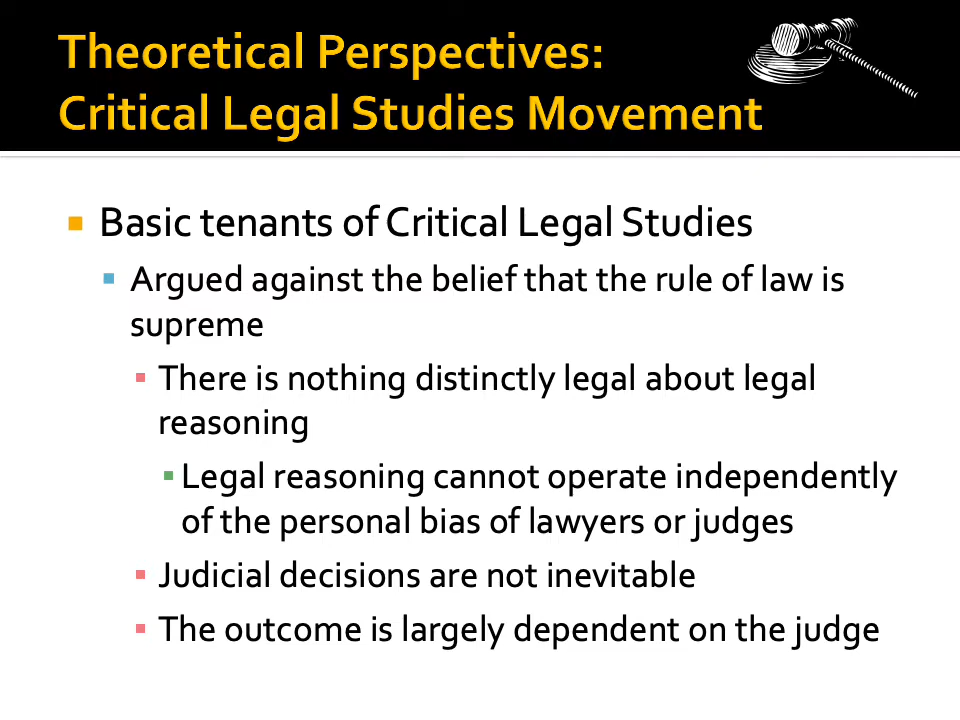 Theoretical Perspectives:
Critical Legal Studies Movement
Basic tenants of Critical Legal Studies
Argued against the belief that the rule of law is
supreme
There is nothing distinctly legal about legal
reasoning
Legal reasoning cannot operate independently
of the personal bias of lawyers or judges
Judicial decisions are not inevitable
The outcome is largely dependent on the judge